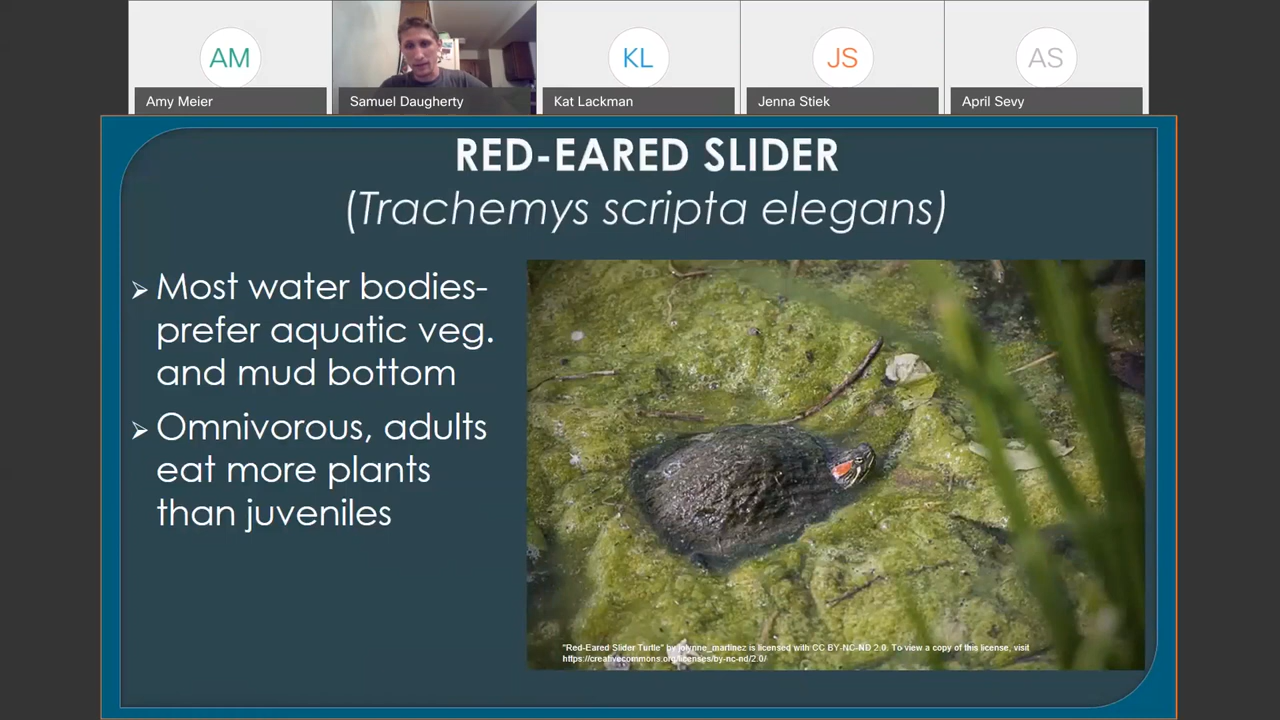 AM
KL
JS
AS
Amy Meier
Samuel Daugherty
Kat Lackman
Jenna Stiek
April Sevy
RED-EARED SLIDER
(Trachemys scripta elegans)
Most water bodies-
prefer aquatic veg.
and mud bottom
Omnivorous, adults
eat more plants
than juveniles
"Red-Eared Slider Turtle" by jolynne_martinez is licensed with CC BY-NC-ND 2.0. To view a copy of this license, visit
https://creativecommons.org/licenses/by-nc-nd/2.0/